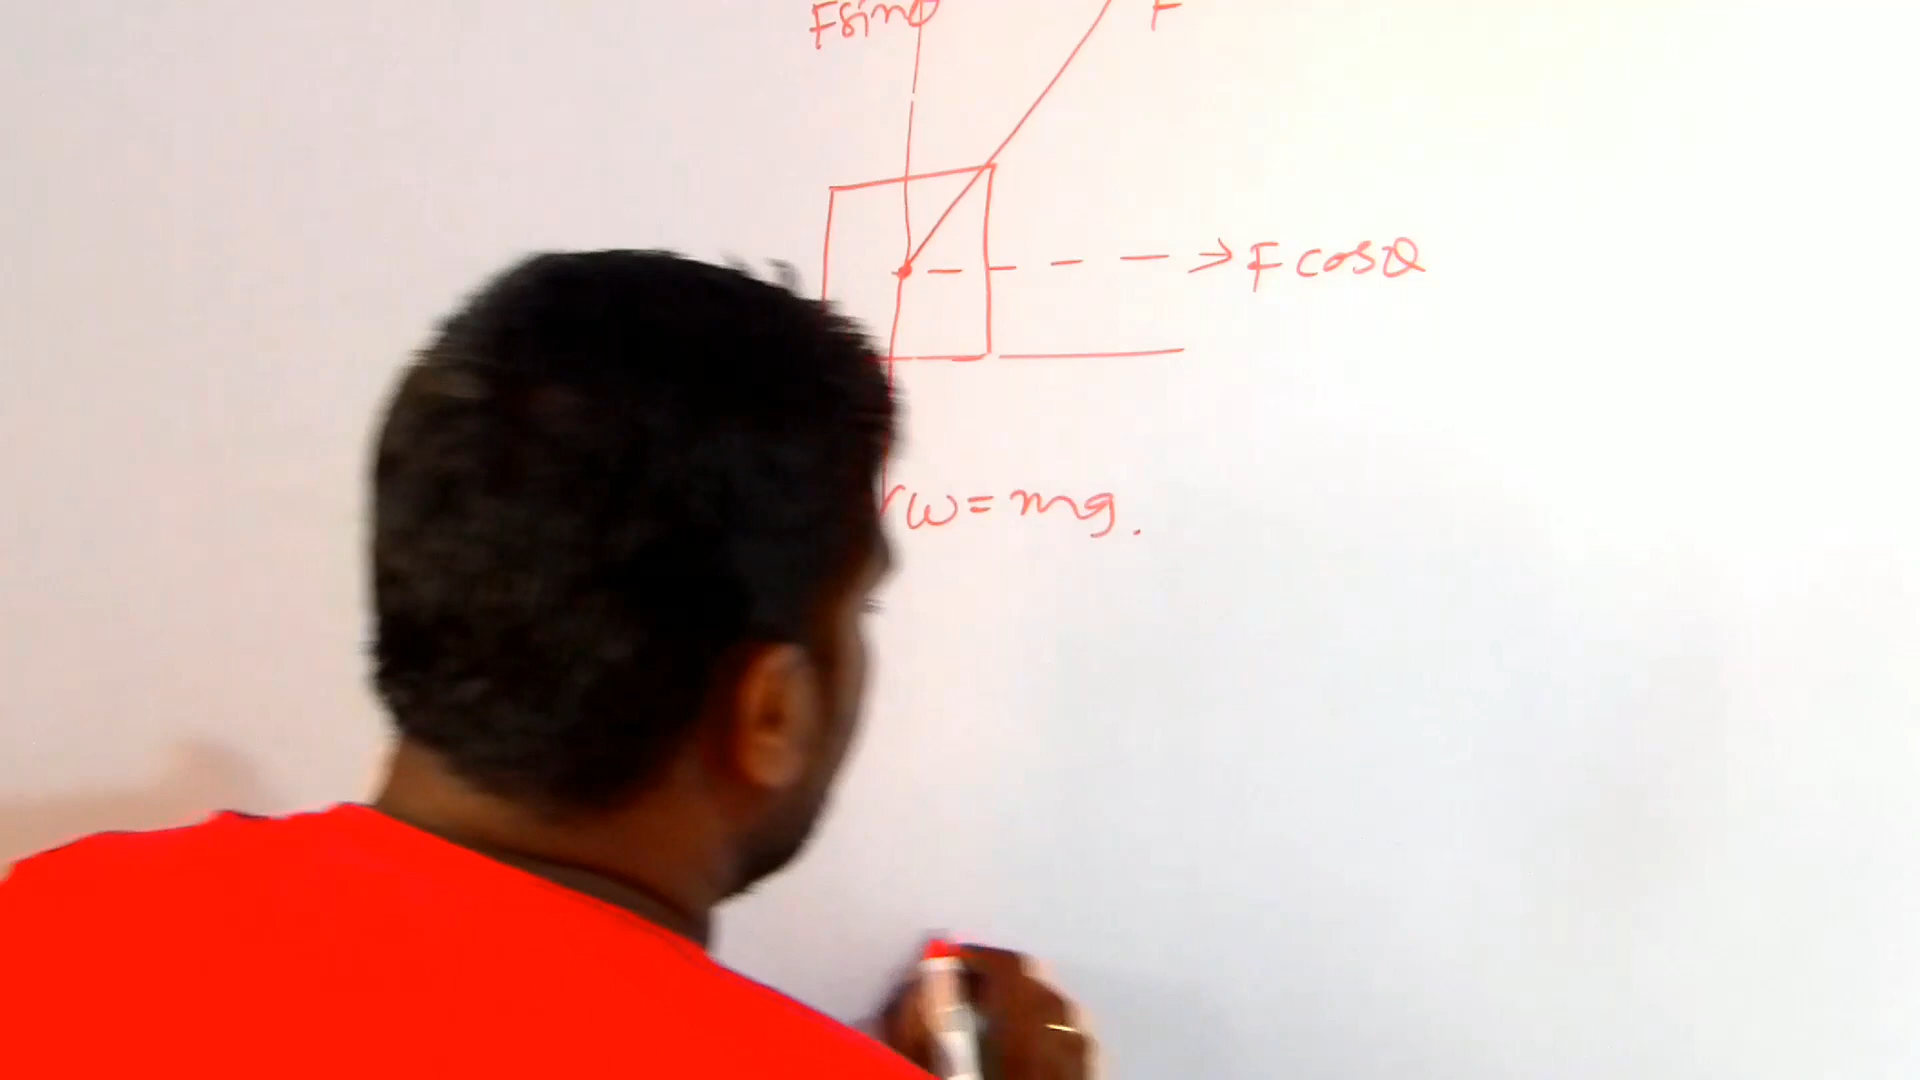 Fsinθ
F
F cosθ
w = mg.